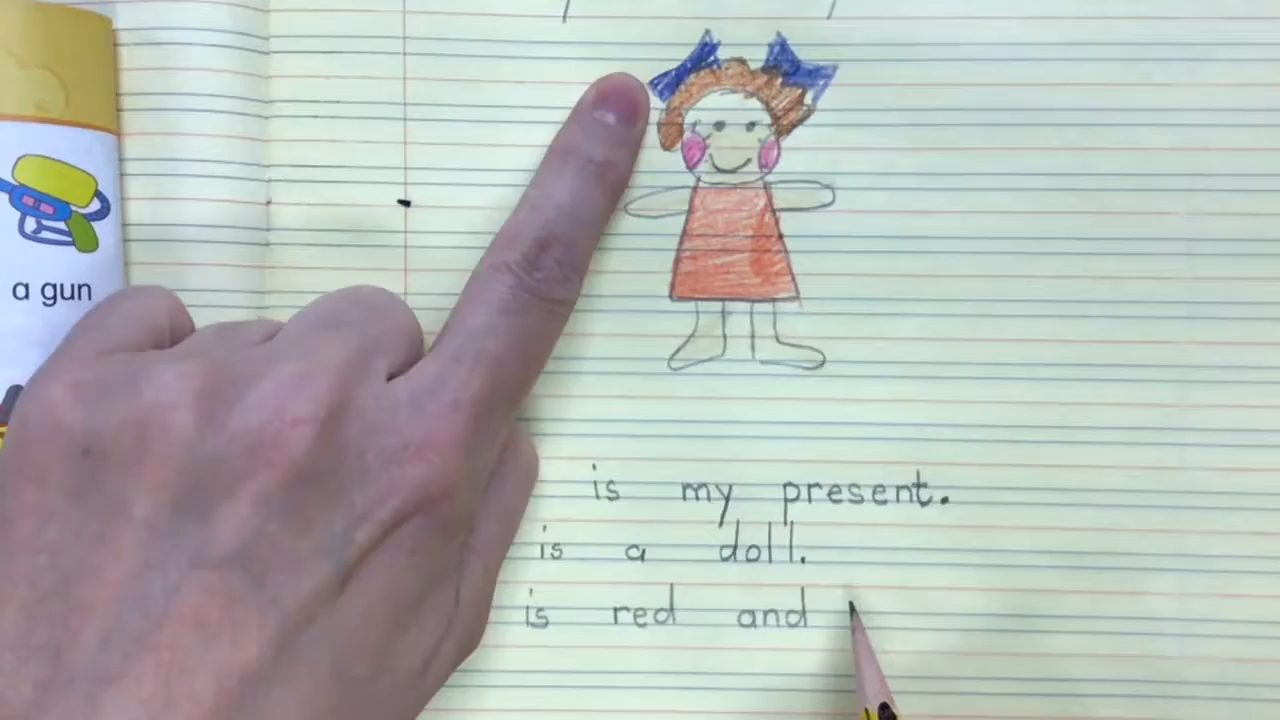 a gun
is my present.
is a doll.
is red and